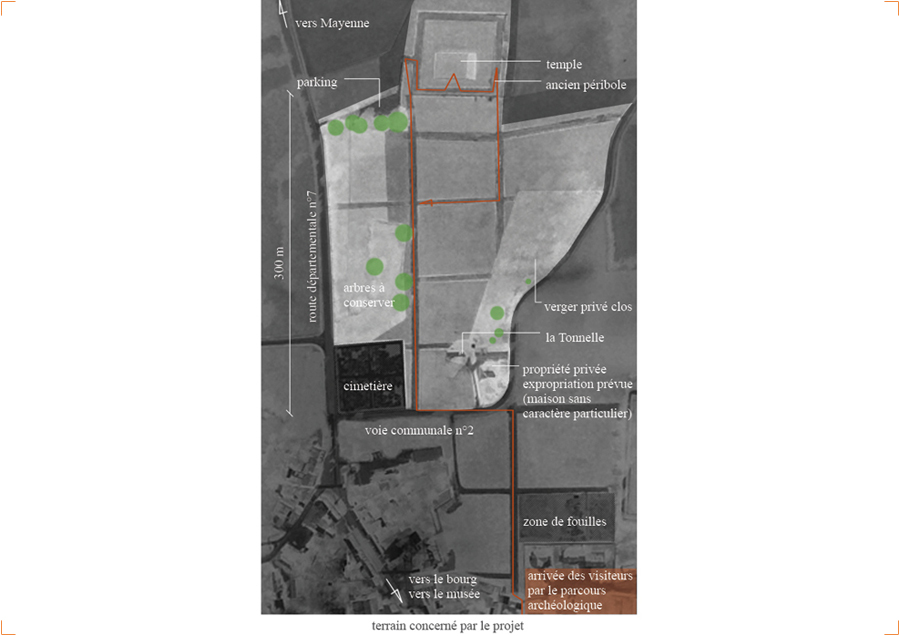 vers Mayenne
temple
parking
ancien péribole
route départementale n°7
300 m
arbres à
conserver
verger privé clos
la Tonnelle
propriété privée
expropriation prévue
(maison sans
caractère particulier)
cimetière
voie communale n°2
zone de fouilles
vers le bourg
vers le musée
arrivée des visiteurs
par le parcours
archéologique
terrain concerné par le projet